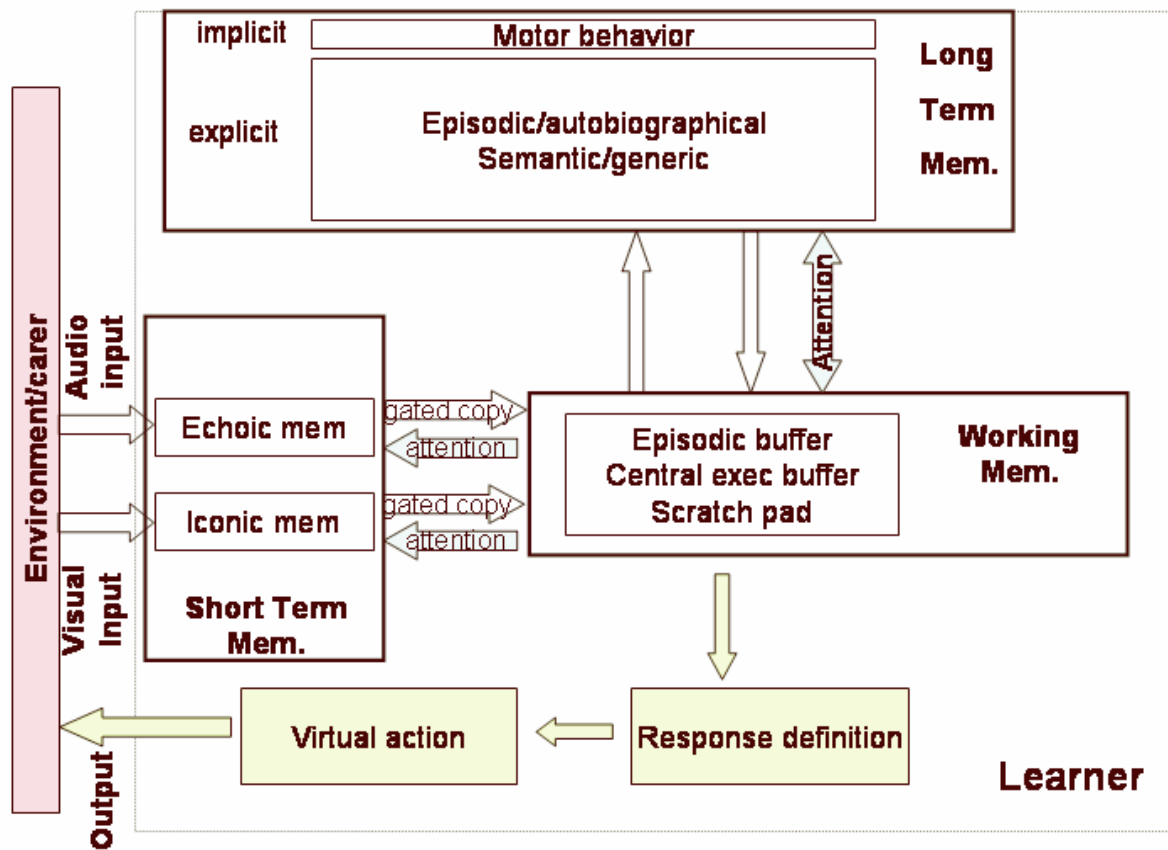 implicit
Motor behavior
Long
Term
Mem.
explicit
Episodic/autobiographical
Semantic/generic
Environment/carer
Audio
input
Visual
Input
Output
Attention
Echoic mem
gated copy
attention
Iconic mem
gated copy
attention
Short Term
Mem.
Episodic buffer
Central exec buffer
Scratch pad
Working
Mem.
Virtual action
Response definition
Learner